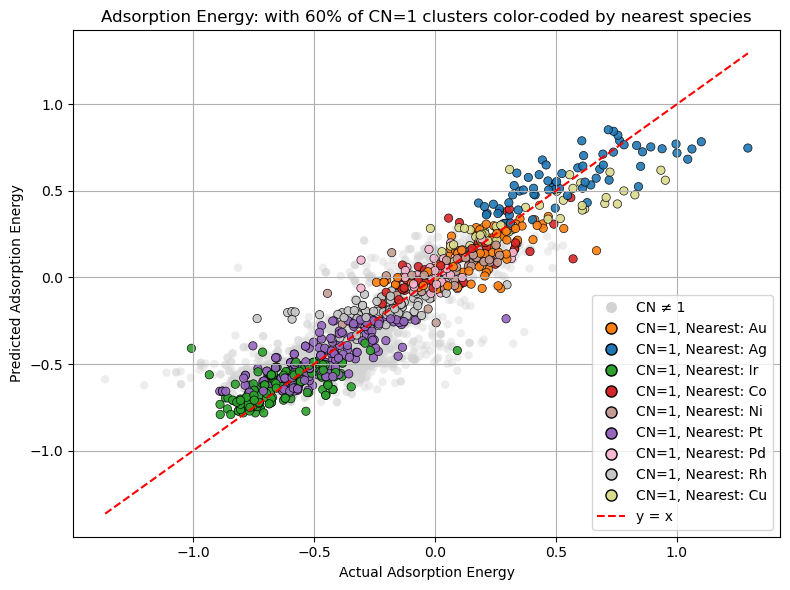 Adsorption Energy: with 60% of CN=1 clusters color-coded by nearest species
Predicted Adsorption Energy
1.0
0.5
0.0
−0.5
−1.0
CN ≠ 1
CN=1, Nearest: Au
CN=1, Nearest: Ag
CN=1, Nearest: Ir
CN=1, Nearest: Co
CN=1, Nearest: Ni
CN=1, Nearest: Pt
CN=1, Nearest: Pd
CN=1, Nearest: Rh
CN=1, Nearest: Cu
y = x
−1.0 −0.5 0.0 0.5 1.0
Actual Adsorption Energy